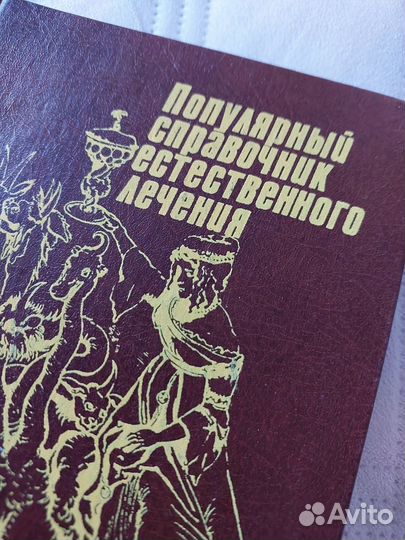 Популярный
справочник
естественного
лечения
Avito